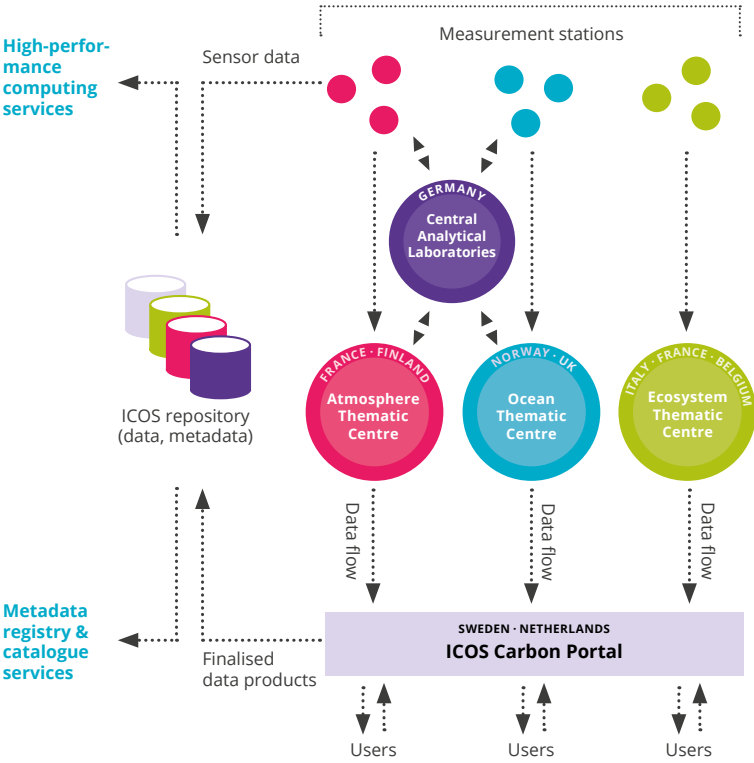 Measurement stations
High-perfor-
mance
computing
services
Sensor data
GERMANY
Central
Analytical
Laboratories
FRANCE · FINLAND
Atmosphere
Thematic
Centre
NORWAY · UK
Ocean
Thematic
Centre
ITALY · FRANCE · BELGIUM
Ecosystem
Thematic
Centre
ICOS repository
(data, metadata)
Data flow
Data flow
Data flow
Metadata
registry &
catalogue
services
Finalised
data products
SWEDEN · NETHERLANDS
ICOS Carbon Portal
Users
Users
Users